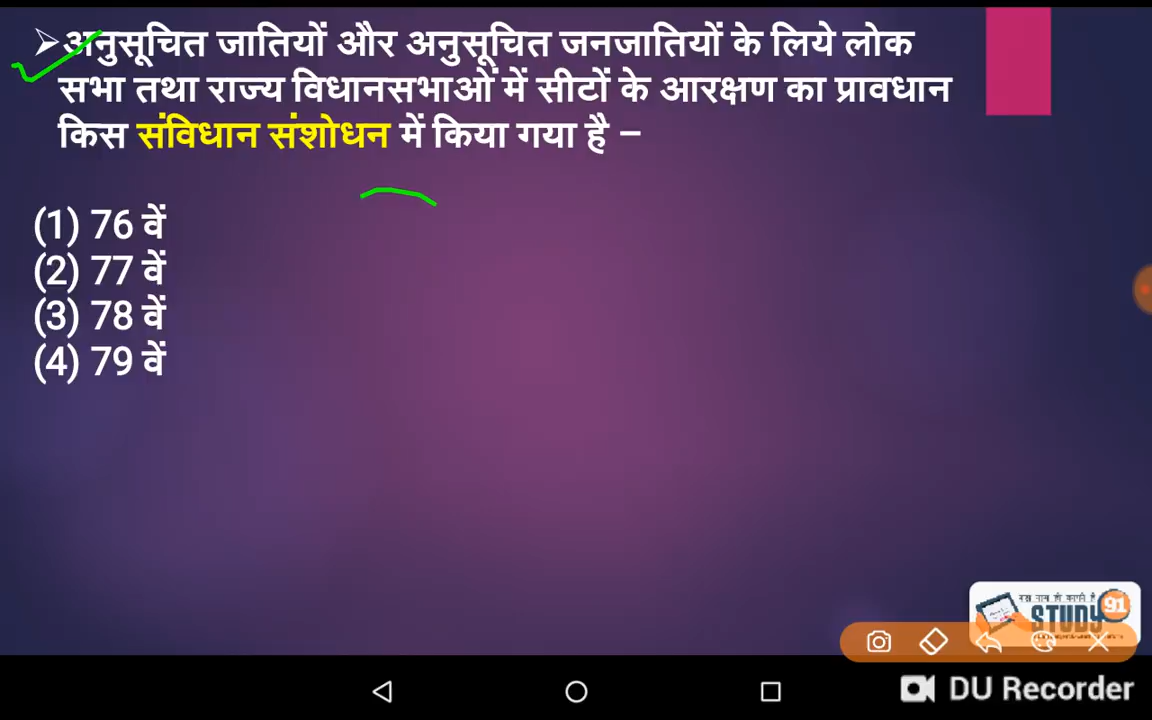 अनुसूचित जातियों और अनुसूचित जनजातियों के लिये लोक
सभा तथा राज्य विधानसभाओं में सीटों के आरक्षण का प्रावधान
किस संविधान संशोधन में किया गया है –
(1) 76 वें
(2) 77 वें
(3) 78 वें
(4) 79 वें
91
STUDY
DU Recorder